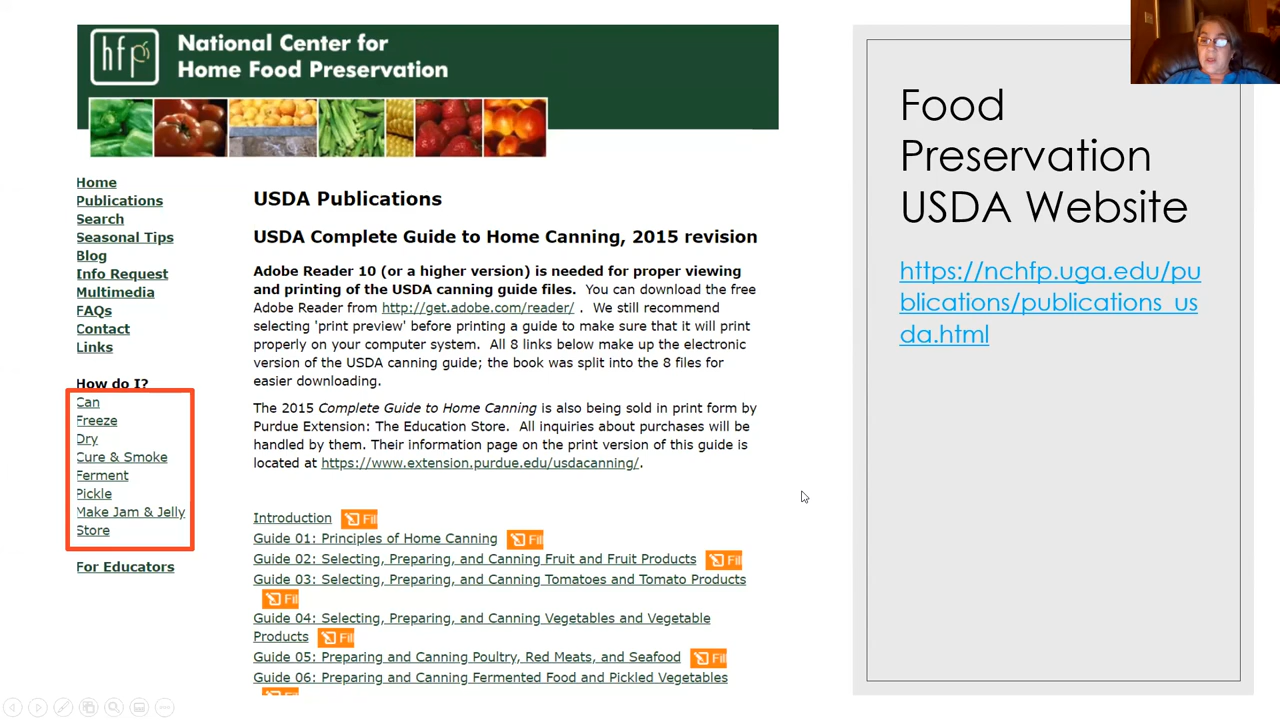 hfp
National Center for
Home Food Preservation
Home
Publications
Search
Seasonal Tips
Blog
Info Request
Multimedia
FAQs
Contact
Links
How do I?
Can
Freeze
Dry
Cure & Smoke
Ferment
Pickle
Make Jam & Jelly
Store
For Educators
USDA Publications
USDA Complete Guide to Home Canning, 2015 revision
Adobe Reader 10 (or a higher version) is needed for proper viewing
and printing of the USDA canning guide files. You can download the free
Adobe Reader from http://get.adobe.com/reader/ . We still recommend
selecting 'print preview' before printing a guide to make sure that it will print
properly on your computer system. All 8 links below make up the electronic
version of the USDA canning guide; the book was split into the 8 files for
easier downloading.
The 2015 Complete Guide to Home Canning is also being sold in print form by
Purdue Extension: The Education Store. All inquiries about purchases will be
handled by them. Their information page on the print version of this guide is
located at https://www.extension.purdue.edu/usdacanning/.
Introduction Fil
Guide 01: Principles of Home Canning Fil
Guide 02: Selecting, Preparing, and Canning Fruit and Fruit Products Fil
Guide 03: Selecting, Preparing, and Canning Tomatoes and Tomato Products
Fil
Guide 04: Selecting, Preparing, and Canning Vegetables and Vegetable
Products Fil
Guide 05: Preparing and Canning Poultry, Red Meats, and Seafood Fil
Guide 06: Preparing and Canning Fermented Food and Pickled Vegetables
Food
Preservation
USDA Website
https://nchfp.uga.edu/pu
blications/publications_us
da.html